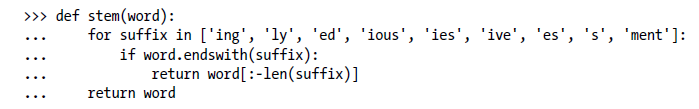 >>> def stem(word):
...     for suffix in ['ing', 'ly', 'ed', 'ious', 'ies', 'ive', 'es', 's', 'ment']:
...         if word.endswith(suffix):
...             return word[:-len(suffix)]
...     return word